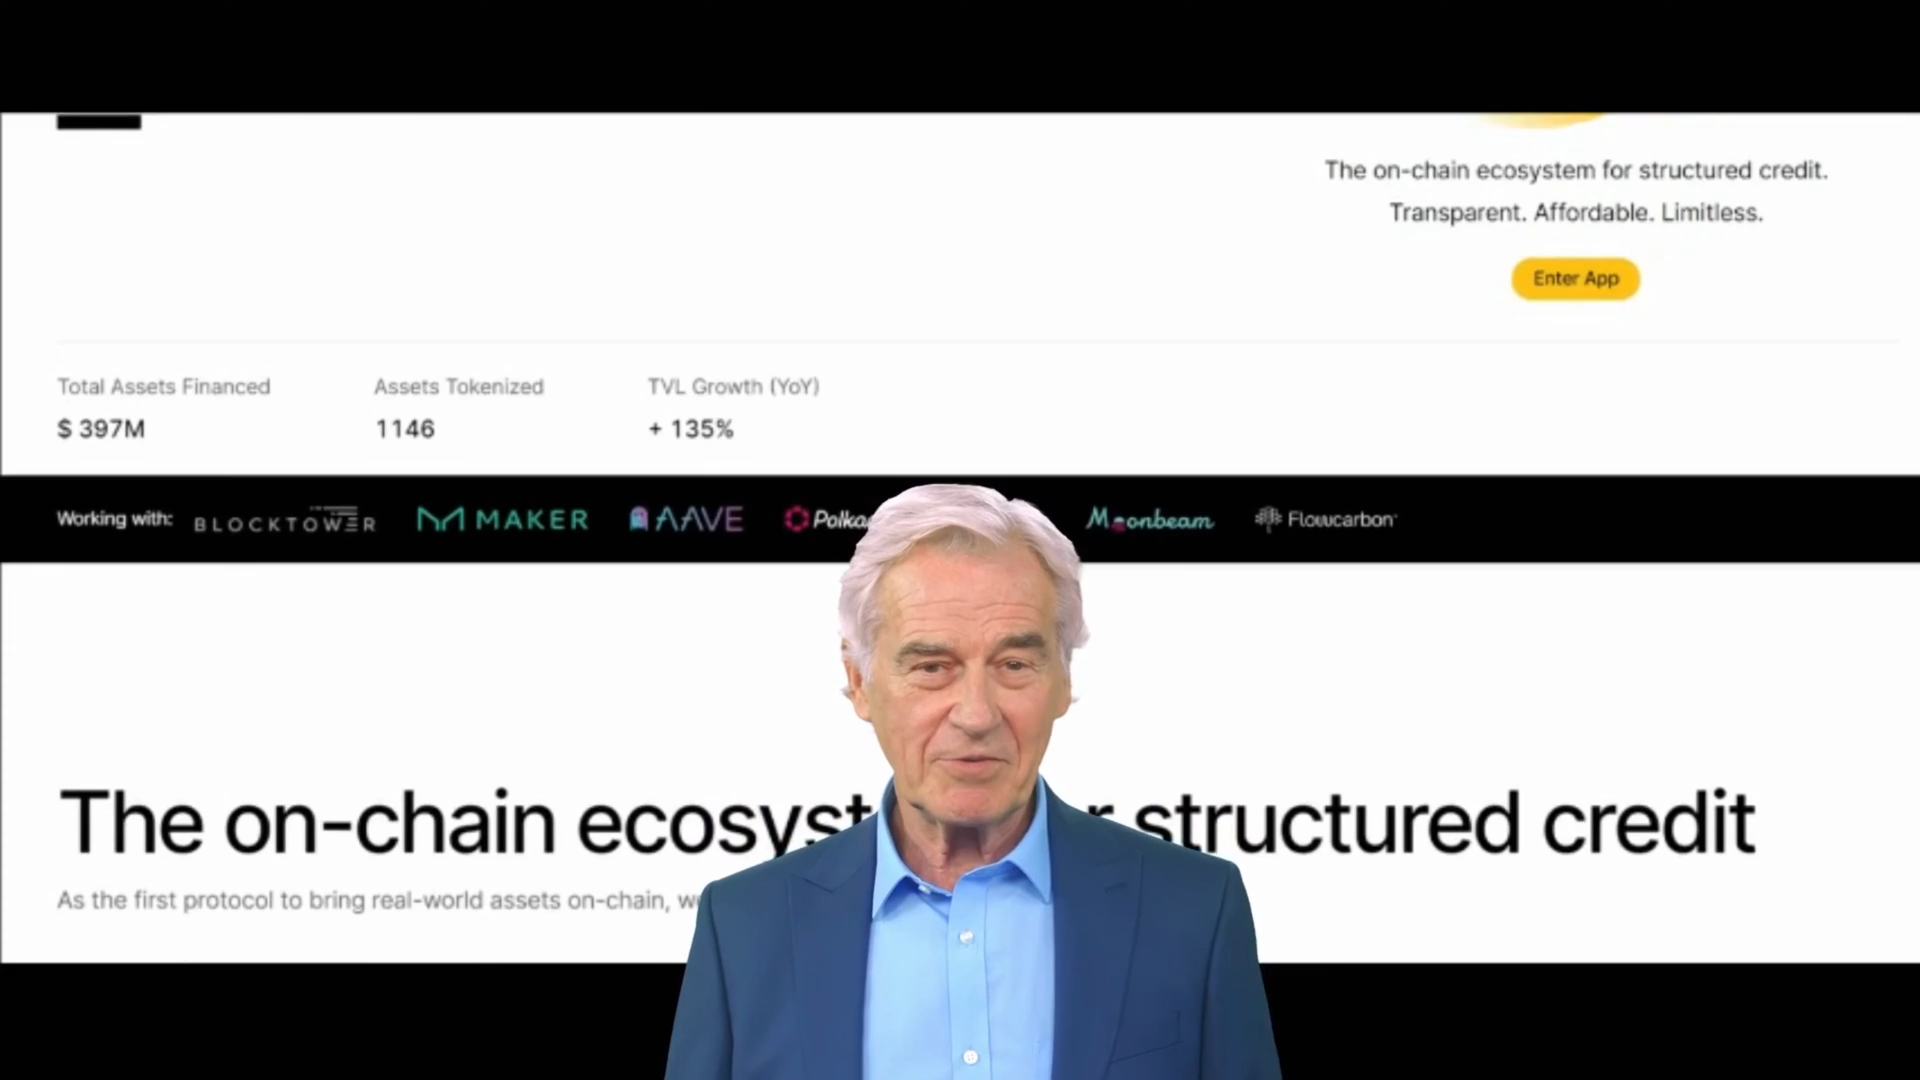 The on-chain ecosystem for structured credit.
Transparent. Affordable. Limitless.
Enter App
Total Assets Financed
$ 397M
Assets Tokenized
1146
TVL Growth (YoY)
+ 135%
Working with: BLOCKTOWER MAKER AAVE Polka Moonbeam Flowcarbon
The on-chain ecosyst r structured credit
As the first protocol to bring real-world assets on-chain, we